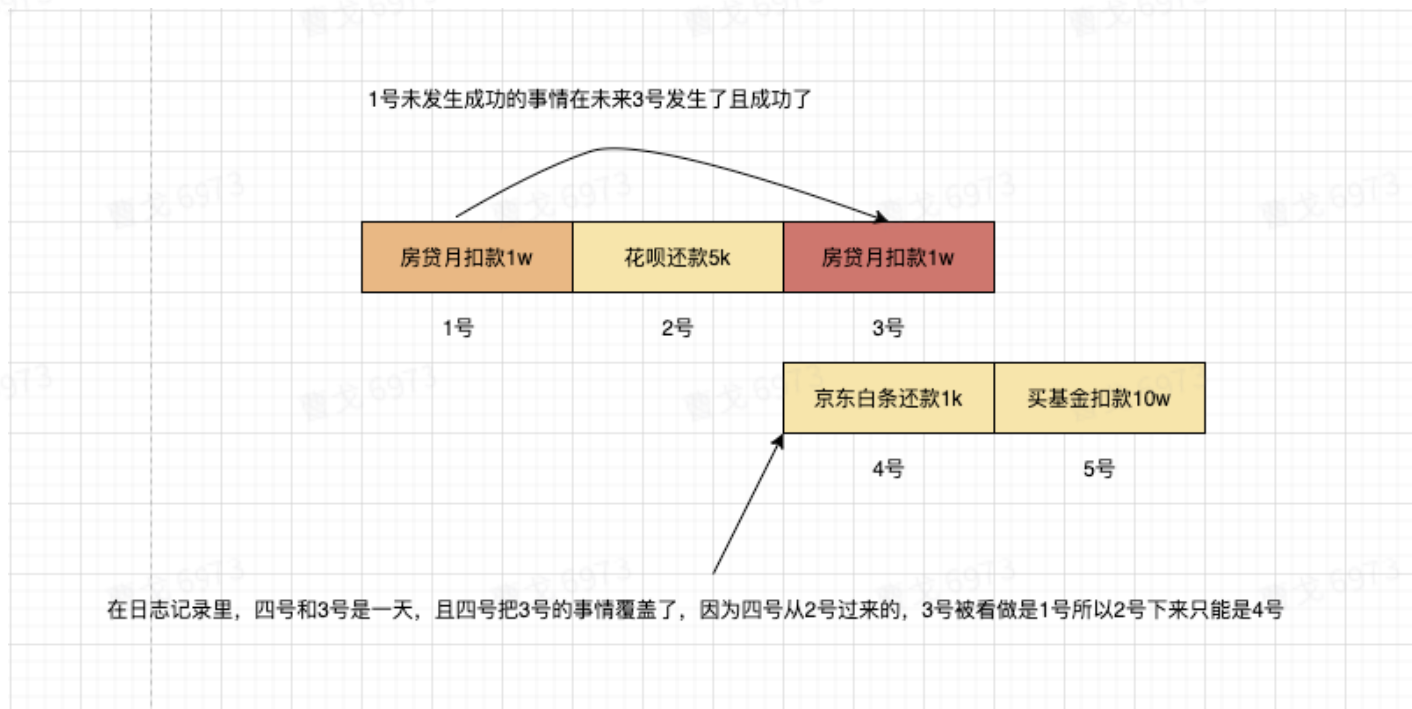 1号未发生成功的事情在未来3号发生了且成功了
房贷月扣款1w
花呗还款5k
房贷月扣款1w
1号
2号
3号
京东白条还款1k
买基金扣款10w
4号
5号
在日志记录里，四号和3号是一天，且四号把3号的事情覆盖了，因为四号从2号过来的，3号被看做是1号所以2号下来只能是4号